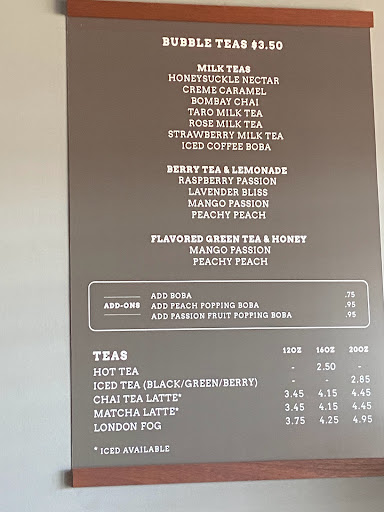 BUBBLE TEAS $3.50
MILK TEAS
HONEYSUCKLE NECTAR
CREME CARAMEL
BOMBAY CHAI
TARO MILK TEA
ROSE MILK TEA
STRAWBERRY MILK TEA
ICED COFFEE BOBA
BERRY TEA & LEMONADE
RASPBERRY PASSION
LAVENDER BLISS
MANGO PASSION
PEACHY PEACH
FLAVORED GREEN TEA & HONEY
MANGO PASSION
PEACHY PEACH
ADD-ONS
ADD BOBA .75
ADD PEACH POPPING BOBA .95
ADD PASSION FRUIT POPPING BOBA .95
TEAS 12OZ 16OZ 20OZ
HOT TEA - 2.50 -
ICED TEA (BLACK/GREEN/BERRY) - - 2.85
CHAI TEA LATTE* 3.45 4.15 4.45
MATCHA LATTE* 3.45 4.15 4.45
LONDON FOG 3.75 4.25 4.95
* ICED AVAILABLE